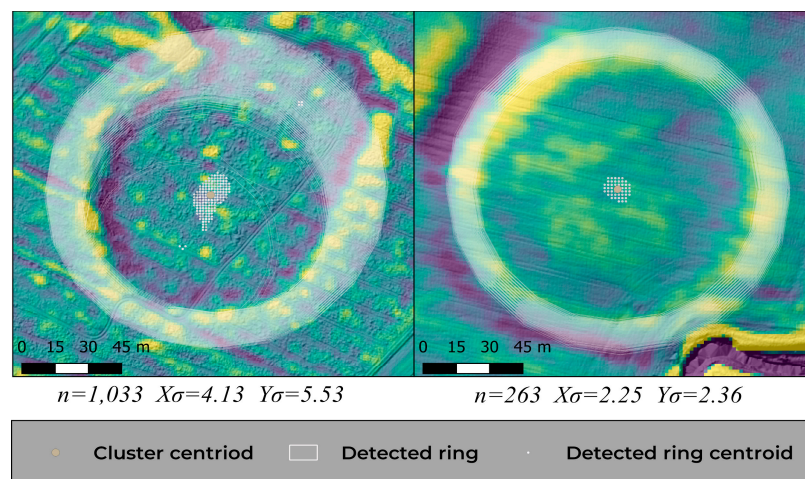 0 15 30 45 m
0 15 30 45 m
n=1,033 Xσ=4.13 Yσ=5.53
n=263 Xσ=2.25 Yσ=2.36
Cluster centriod
Detected ring
Detected ring centroid